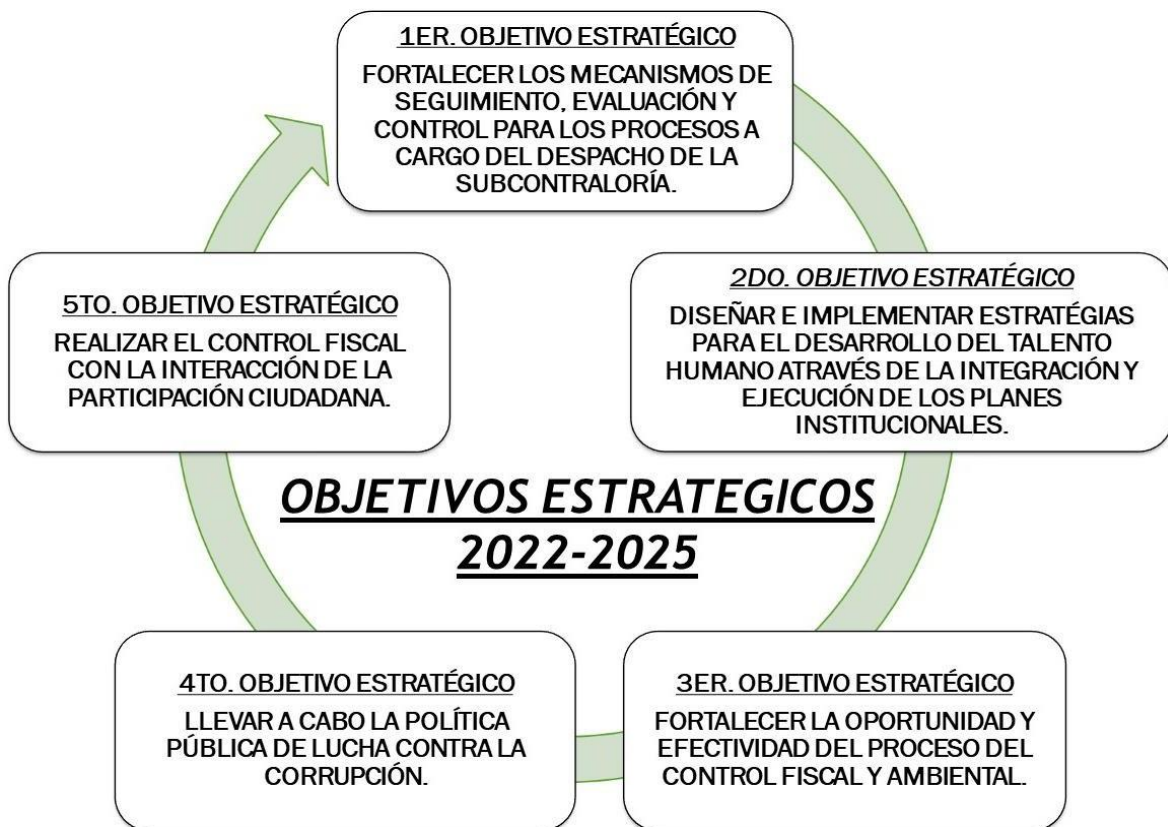 1ER. OBJETIVO ESTRATÉGICO
FORTALECER LOS MECANISMOS DE
SEGUIMIENTO, EVALUACIÓN Y
CONTROL PARA LOS PROCESOS A
CARGO DEL DESPACHO DE LA
SUBCONTRALORÍA.
2DO. OBJETIVO ESTRATÉGICO
DISEÑAR E IMPLEMENTAR ESTRATÉGIAS
PARA EL DESARROLLO DEL TALENTO
HUMANO ATRAVÉS DE LA INTEGRACIÓN Y
EJECUCIÓN DE LOS PLANES
INSTITUCIONALES.
3ER. OBJETIVO ESTRATÉGICO
FORTALECER LA OPORTUNIDAD Y
EFECTIVIDAD DEL PROCESO DEL
CONTROL FISCAL Y AMBIENTAL.
4TO. OBJETIVO ESTRATÉGICO
LLEVAR A CABO LA POLÍTICA
PÚBLICA DE LUCHA CONTRA LA
CORRUPCIÓN.
5TO. OBJETIVO ESTRATÉGICO
REALIZAR EL CONTROL FISCAL
CON LA INTERACCIÓN DE LA
PARTICIPACIÓN CIUDADANA.
OBJETIVOS ESTRATEGICOS
2022-2025